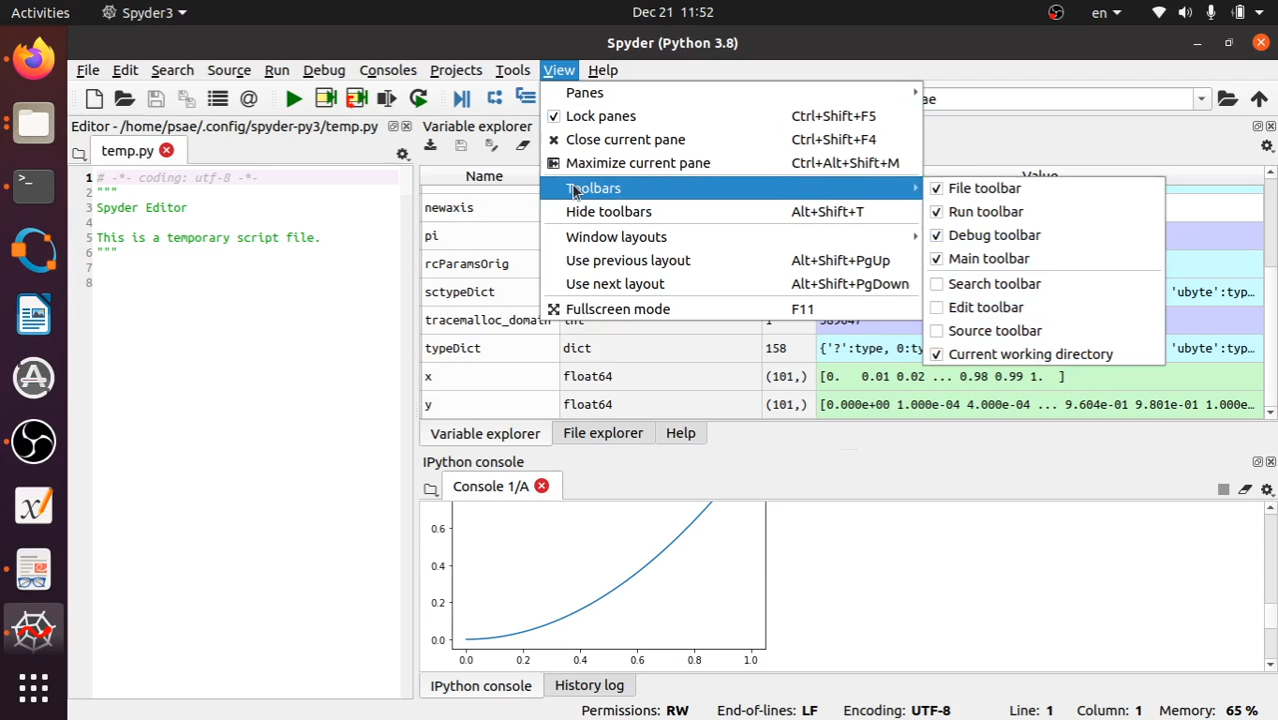 Activities
Spyder3
Dec 21 11:52
en
Spyder (Python 3.8)
File Edit Search Source Run Debug Consoles Projects Tools View Help
ae
Panes
Lock panes Ctrl+Shift+F5
Close current pane Ctrl+Shift+F4
Maximize current pane Ctrl+Alt+Shift+M
Toolbars
Hide toolbars Alt+Shift+T
Window layouts
Use previous layout Alt+Shift+PgUp
Use next layout Alt+Shift+PgDown
Fullscreen mode F11
File toolbar
Run toolbar
Debug toolbar
Main toolbar
Search toolbar
Edit toolbar
Source toolbar
Current working directory
Editor - /home/psae/.config/spyder-py3/temp.py
temp.py
1 # -*- coding: utf-8 -*-
2 """
3 Spyder Editor
4
5 This is a temporary script file.
6 """
7
8
Variable explorer
Name Value
newaxis
pi
rcParamsOrig
sctypeDict 'ubyte':typ…
tracemalloc_domain int 1 389047
typeDict dict 158 {'?':type, 0:ty 'ubyte':typ…
x float64 (101,) [0. 0.01 0.02 ... 0.98 0.99 1. ]
y float64 (101,) [0.000e+00 1.000e-04 4.000e-04 ... 9.604e-01 9.801e-01 1.000e…
Variable explorer File explorer Help
IPython console
Console 1/A
0.6
0.4
0.2
0.0
0.0 0.2 0.4 0.6 0.8 1.0
IPython console History log
Permissions: RW End-of-lines: LF Encoding: UTF-8 Line: 1 Column: 1 Memory: 65 %